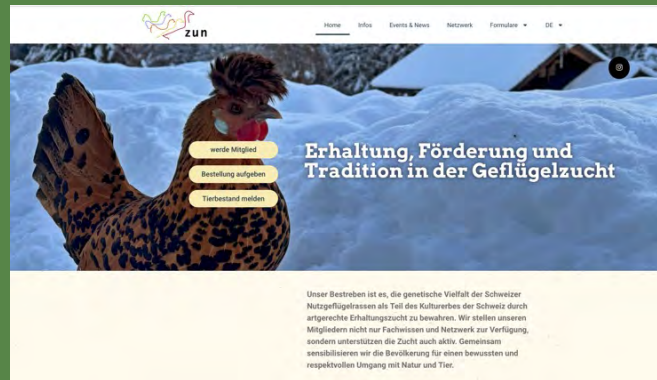 zun
Home Infos Events & News Netzwerk Formulare DE
werde Mitglied
Bestellung aufgeben
Tierbestand melden
Erhaltung, Förderung und
Tradition in der Geflügelzucht
Unser Bestreben ist es, die genetische Vielfalt der Schweizer
Nutzgeflügelrassen als Teil des Kulturerbes der Schweiz durch
artgerechte Erhaltungszucht zu bewahren. Wir stellen unseren
Mitgliedern nicht nur Fachwissen und Netzwerk zur Verfügung,
sondern unterstützen die Zucht auch aktiv. Gemeinsam
sensibilisieren wir die Bevölkerung für einen bewussten und
respektvollen Umgang mit Natur und Tier.